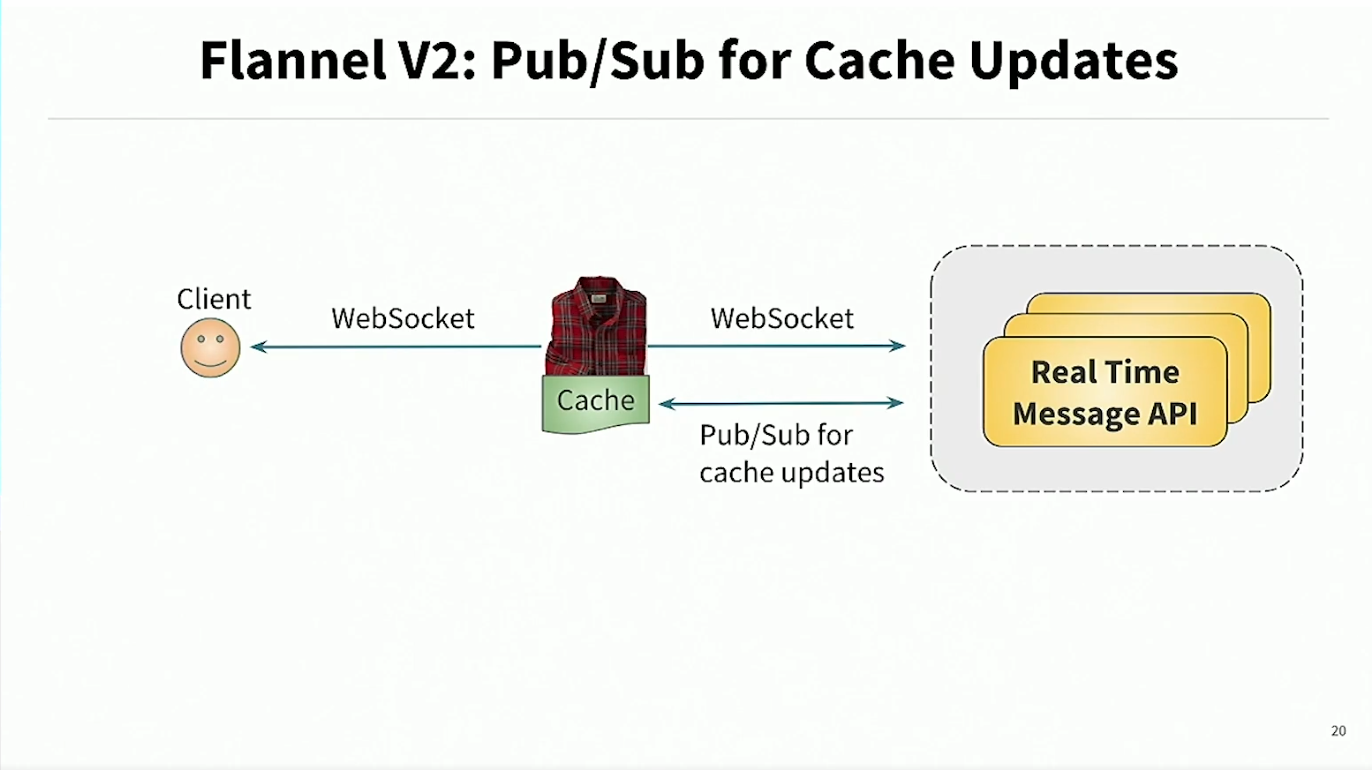 Flannel V2: Pub/Sub for Cache Updates
Client
WebSocket
WebSocket
Cache
Real Time
Message API
Pub/Sub for
cache updates
20